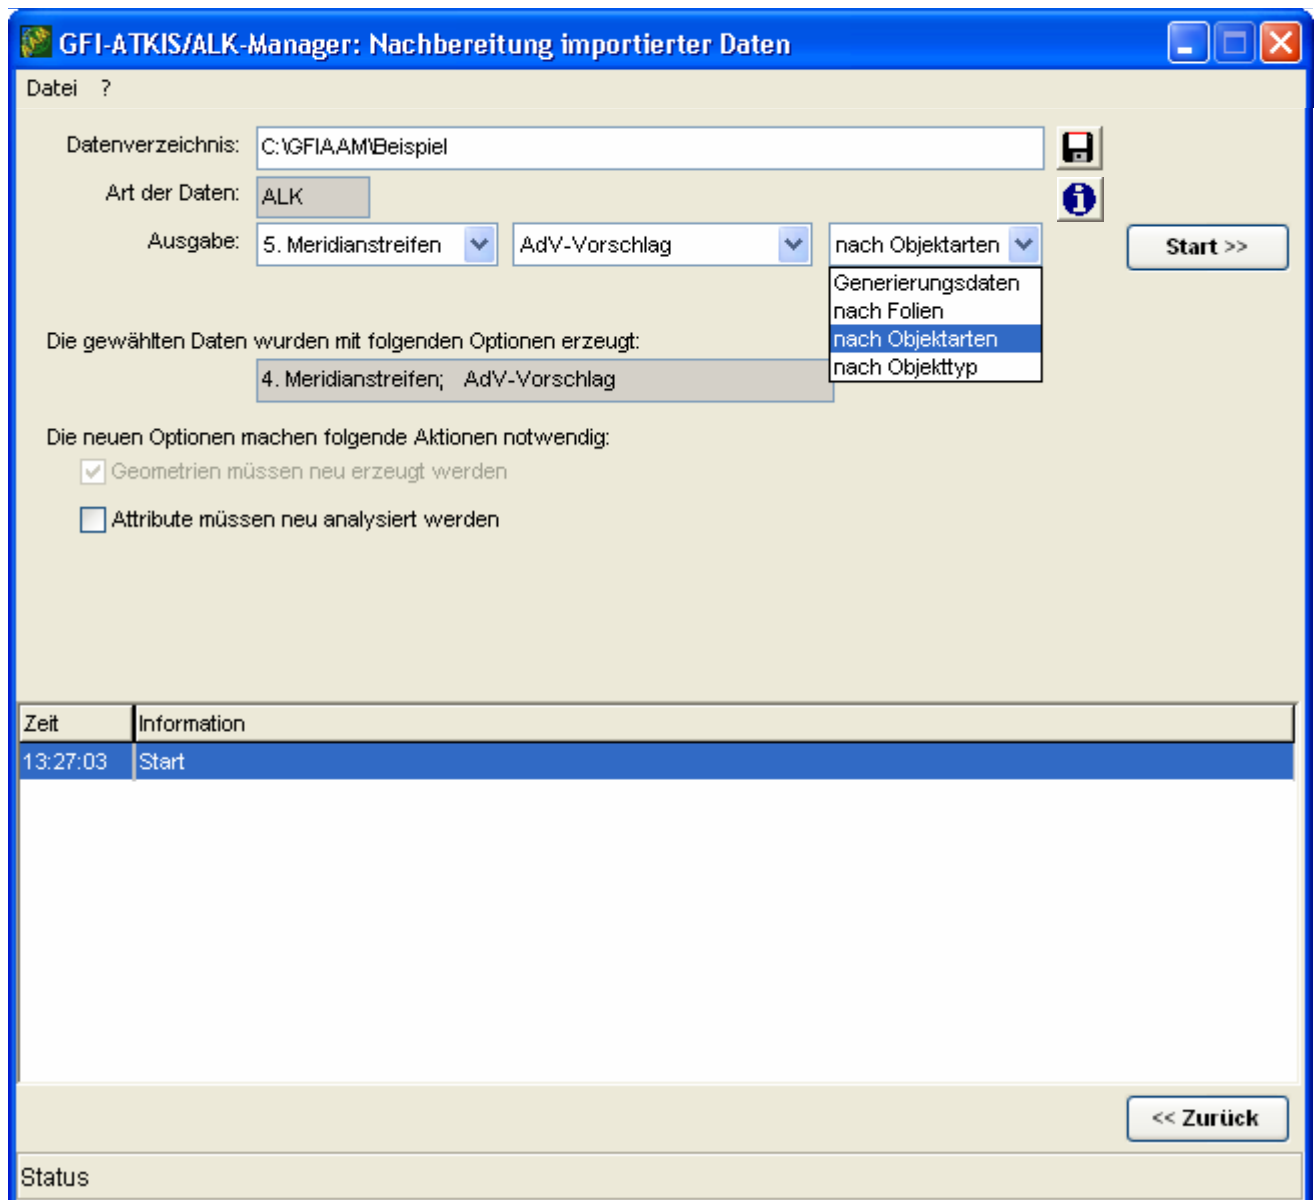 GFI-ATKIS/ALK-Manager: Nachbereitung importierter Daten
Datei ?
Datenverzeichnis: C:\GFIAAM\Beispiel
Art der Daten: ALK
Ausgabe: 5. Meridianstreifen AdV-Vorschlag nach Objektarten Start >>
Generierungsdaten
nach Folien
nach Objektarten
nach Objekttyp
Die gewählten Daten wurden mit folgenden Optionen erzeugt:
4. Meridianstreifen; AdV-Vorschlag
Die neuen Optionen machen folgende Aktionen notwendig:
Geometrien müssen neu erzeugt werden
Attribute müssen neu analysiert werden
Zeit Information
13:27:03 Start
<< Zurück
Status